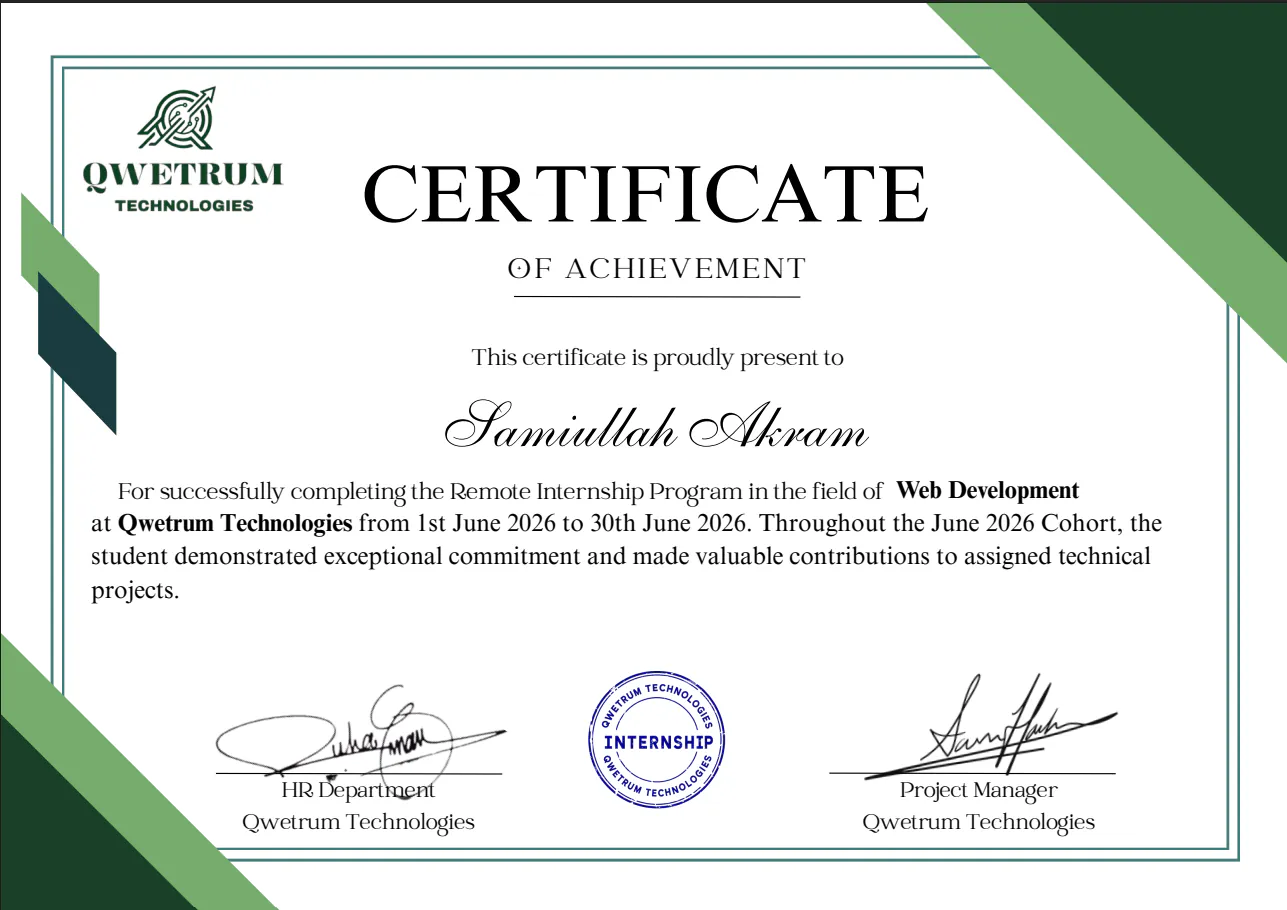 QWETRUM
TECHNOLOGIES
CERTIFICATE
OF ACHIEVEMENT
This certificate is proudly present to
Samiullah Akram
For successfully completing the Remote Internship Program in the field of Web Development
at Qwetrum Technologies from 1st June 2026 to 30th June 2026. Throughout the June 2026 Cohort, the
student demonstrated exceptional commitment and made valuable contributions to assigned technical
projects.
QWETRUM TECHNOLOGIES
INTERNSHIP
QWETRUM TECHNOLOGIES
HR Department
Qwetrum Technologies
Project Manager
Qwetrum Technologies